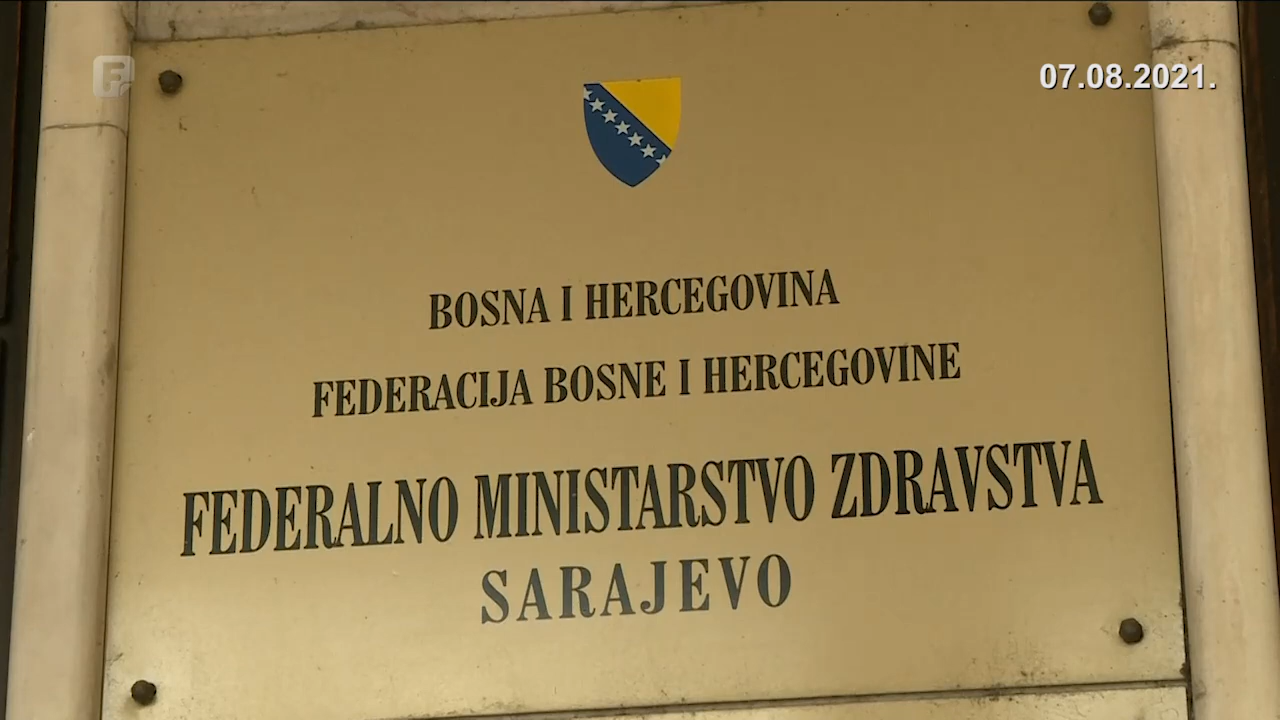 F
07.08.2021.
BOSNA I HERCEGOVINA
FEDERACIJA BOSNE I HERCEGOVINE
FEDERALNO MINISTARSTVO ZDRAVSTVA
SARAJEVO